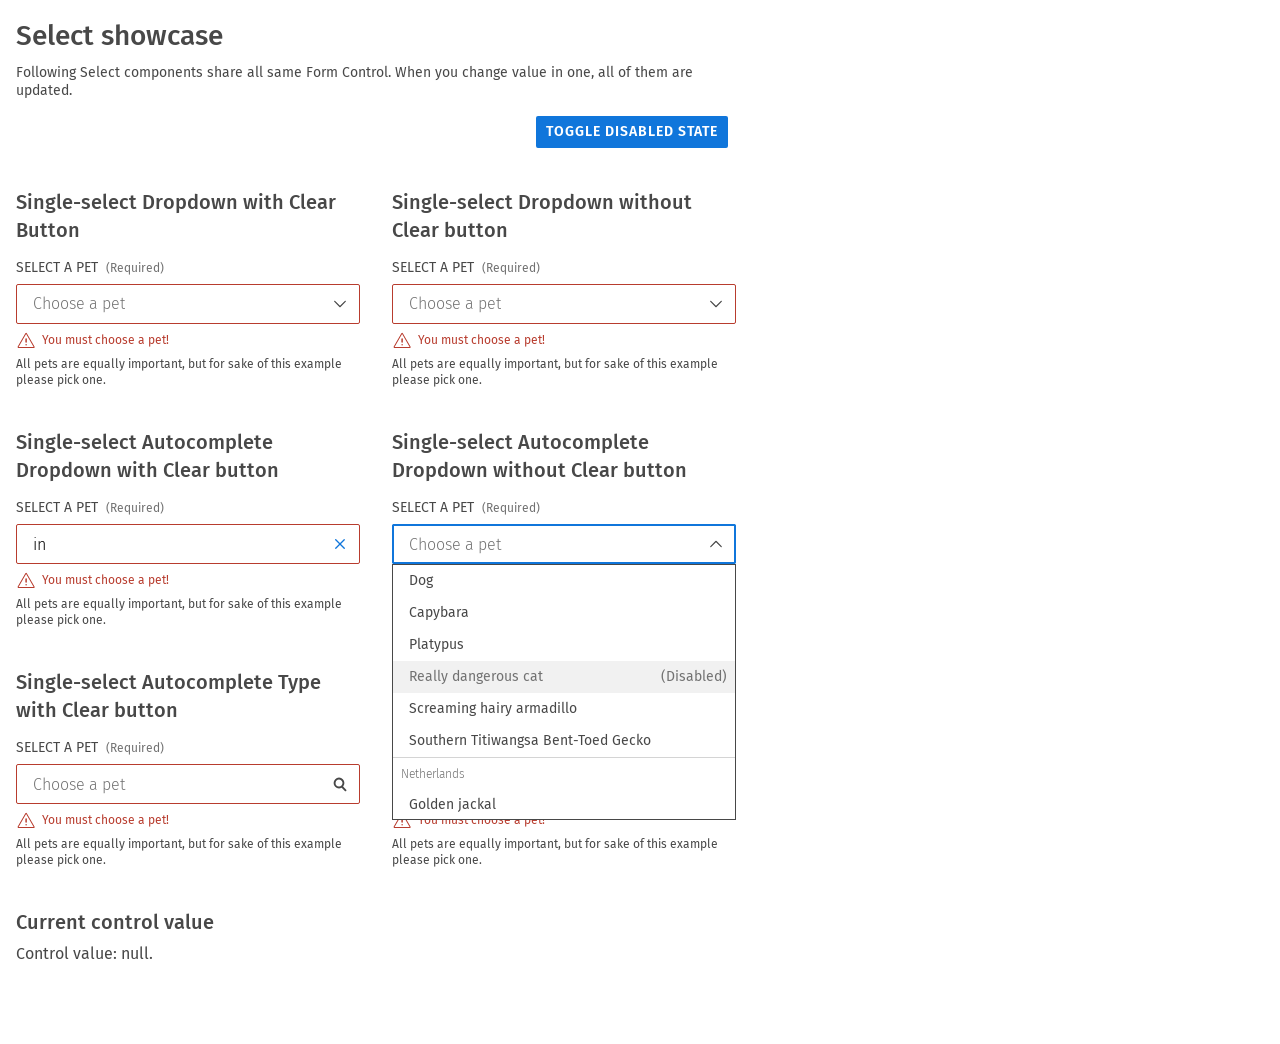 Select showcase
Following Select components share all same Form Control. When you change value in one, all of them are
updated.
TOGGLE DISABLED STATE
Single-select Dropdown with Clear
Button
SELECT A PET (Required)
Choose a pet
You must choose a pet!
All pets are equally important, but for sake of this example
please pick one.
Single-select Dropdown without
Clear button
SELECT A PET (Required)
Choose a pet
You must choose a pet!
All pets are equally important, but for sake of this example
please pick one.
Single-select Autocomplete
Dropdown with Clear button
SELECT A PET (Required)
in
You must choose a pet!
All pets are equally important, but for sake of this example
please pick one.
Single-select Autocomplete
Dropdown without Clear button
SELECT A PET (Required)
Choose a pet
Dog
Capybara
Platypus
Really dangerous cat (Disabled)
Screaming hairy armadillo
Southern Titiwangsa Bent-Toed Gecko
Netherlands
Golden jackal
Single-select Autocomplete Type
with Clear button
SELECT A PET (Required)
Choose a pet
You must choose a pet!
All pets are equally important, but for sake of this example
please pick one.
You must choose a pet!
All pets are equally important, but for sake of this example
please pick one.
Current control value
Control value: null.